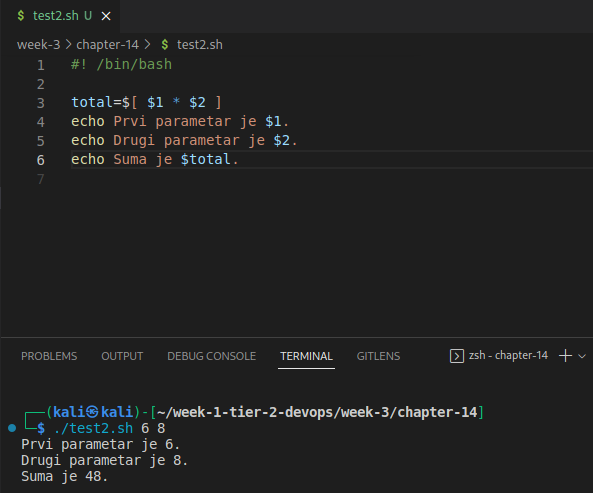 $ test2.sh U ×
week-3 > chapter-14 > $ test2.sh
1 #! /bin/bash
2
3 total=$[ $1 * $2 ]
4 echo Prvi parametar je $1.
5 echo Drugi parametar je $2.
6 echo Suma je $total.
7
PROBLEMS OUTPUT DEBUG CONSOLE TERMINAL GITLENS zsh - chapter-14
┌──(kali㉿kali)-[~/week-1-tier-2-devops/week-3/chapter-14]
└─$ ./test2.sh 6 8
Prvi parametar je 6.
Drugi parametar je 8.
Suma je 48.